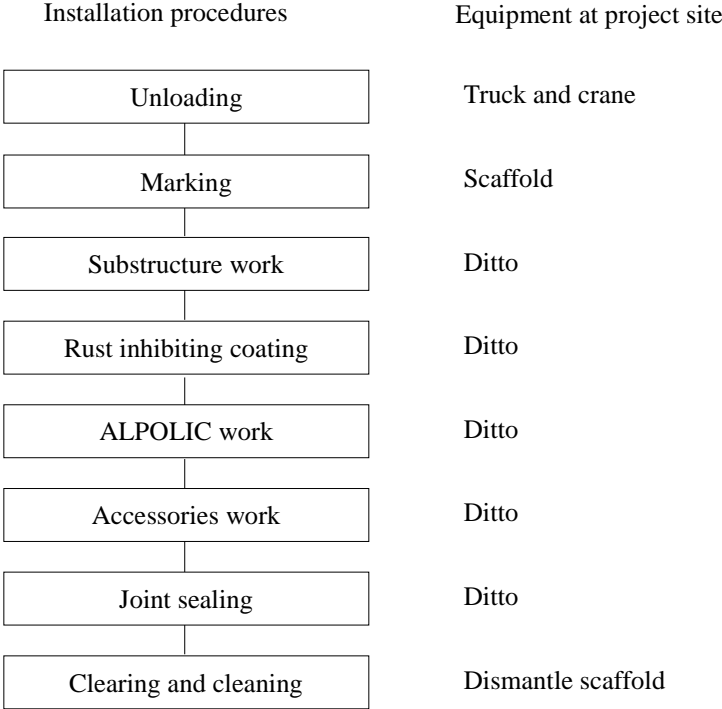 Installation procedures
Equipment at project site
Unloading
Truck and crane
Marking
Scaffold
Substructure work
Ditto
Rust inhibiting coating
Ditto
ALPOLIC work
Ditto
Accessories work
Ditto
Joint sealing
Ditto
Clearing and cleaning
Dismantle scaffold